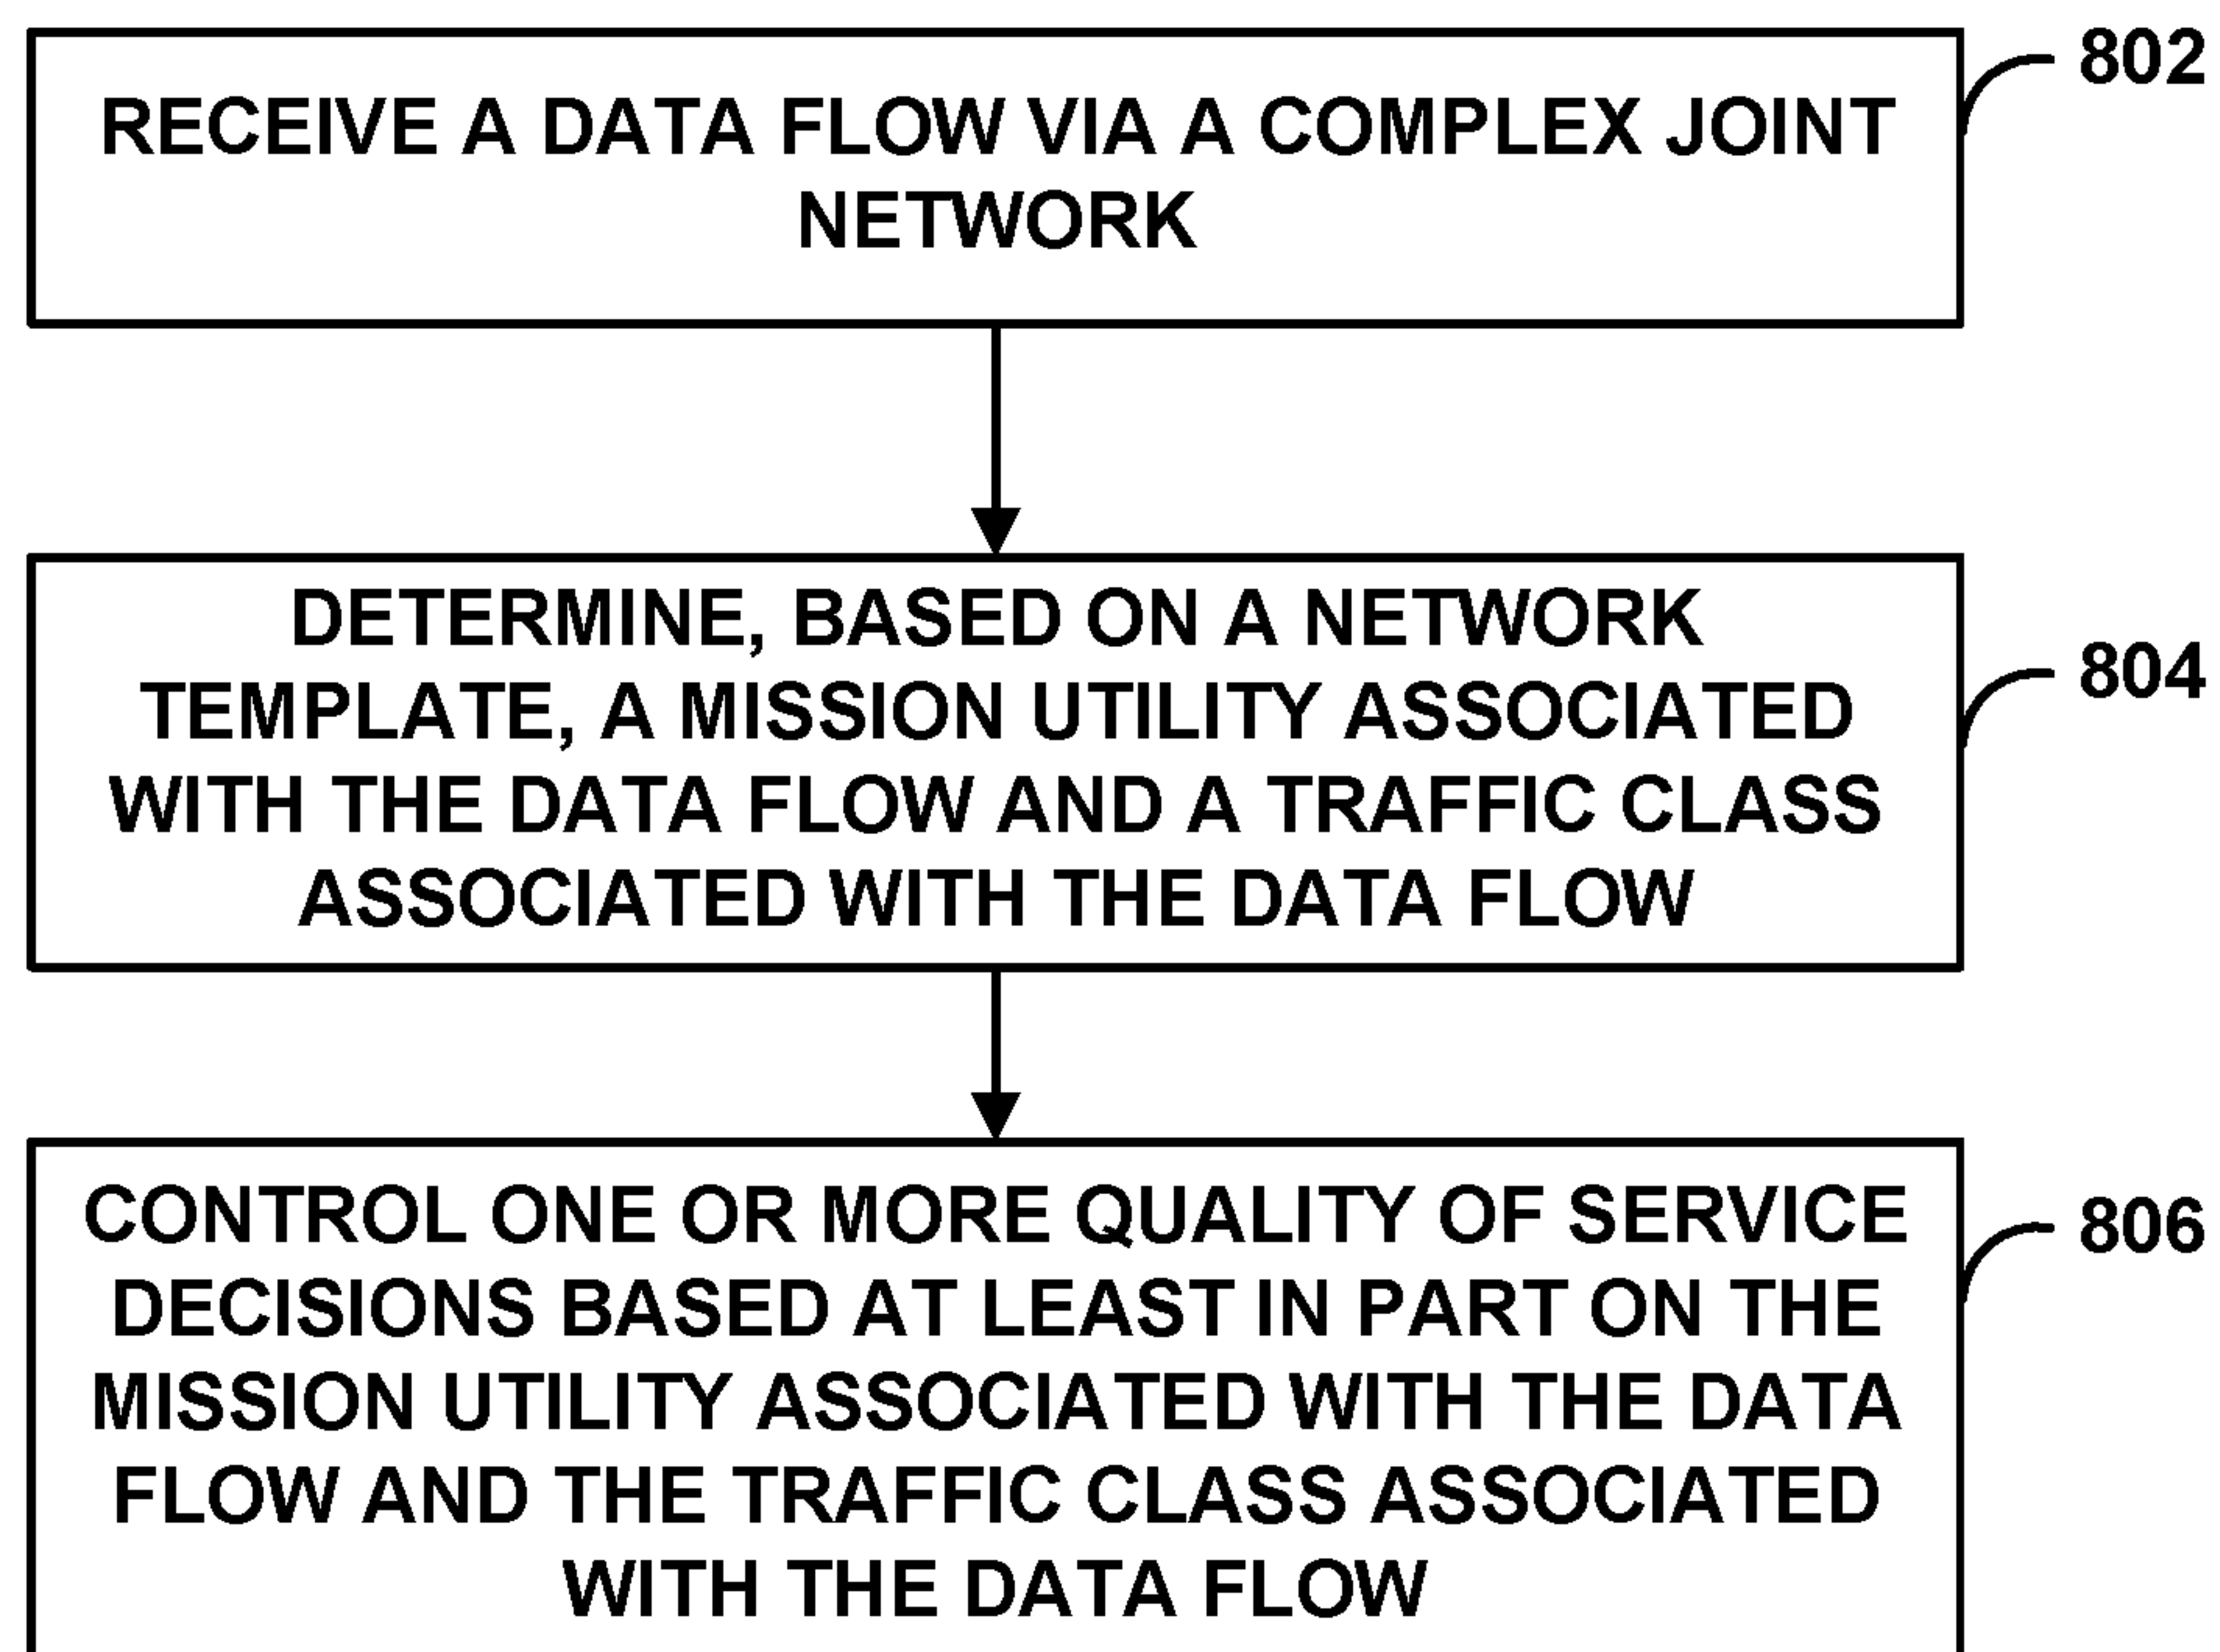 802
RECEIVE A DATA FLOW VIA A COMPLEX JOINT
NETWORK
804
DETERMINE, BASED ON A NETWORK
TEMPLATE, A MISSION UTILITY ASSOCIATED
WITH THE DATA FLOW AND A TRAFFIC CLASS
ASSOCIATED WITH THE DATA FLOW
806
CONTROL ONE OR MORE QUALITY OF SERVICE
DECISIONS BASED AT LEAST IN PART ON THE
MISSION UTILITY ASSOCIATED WITH THE DATA
FLOW AND THE TRAFFIC CLASS ASSOCIATED
WITH THE DATA FLOW